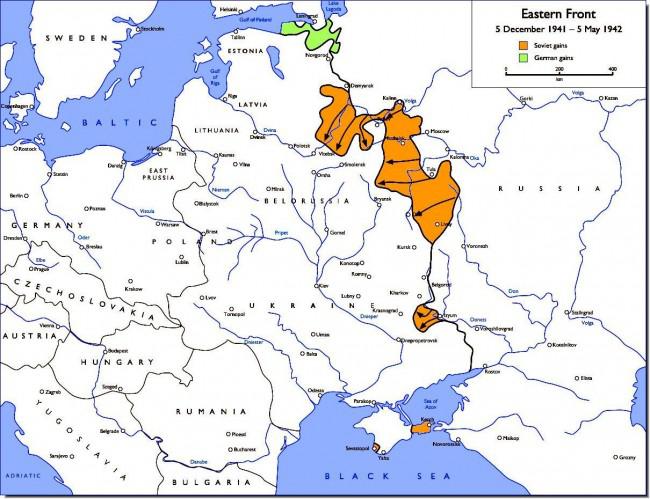 Eastern Front
5 December 1941 – 5 May 1942
Soviet gains
German gains
0
200
km
Helsinki
Leningrad
Lake
Ladoga
Gulf of Finland
SWEDEN
Stockholm
Tallinn
ESTONIA
Novgorod
Gulf
of
Riga
Riga
Demyansk
Kalinin
Volga
Gorki
Volga
Kazan
LATVIA
Copenhagen
BALTIC
LITHUANIA
Dvina
Dvinsk
Polotsk
Vitebsk
Moscow
Kolomna
Oka
Rostock
Königsberg
Tilsit
Kaunas
Vilna
Smolensk
Orsha
Tula
Danzig
Stettin
EAST
PRUSSIA
Nieman
Minsk
BELORUSSIA
Bryansk
RUSSIA
Berlin
Poznan
Vistula
Bialystok
Warsaw
Gomel
Kursk
Voronezh
GERMANY
Dresden
Oder
Breslau
POLAND
Brest
Pripet
Elbe
Prague
Lublin
Konotop
Romny
CZECHOSLOVAKIA
Krakow
Kiev
Lubny
Kharkov
Belgorod
Don
Lvov
UKRAINE
Tarnopol
Dnieper
Krasnograd
Izyum
Donets
Voroshilovgrad
Stalingrad
Volga
AUSTRIA
Vienna
Dniester
Uman
Dnepropetrovsk
Kotelnikov
Budapest
HUNGARY
Balta
Rostov
Elista
Zagreb
Szeged
Odessa
Perekop
Sea of
Azov
YUGOSLAVIA
RUMANIA
Belgrade
Ploesti
Bucharest
Kerch
Novorossisk
Maikop
Sarajevo
Sevastopol
Yalta
Grozny
ADRIATIC
Danube
BULGARIA
BLACK SEA